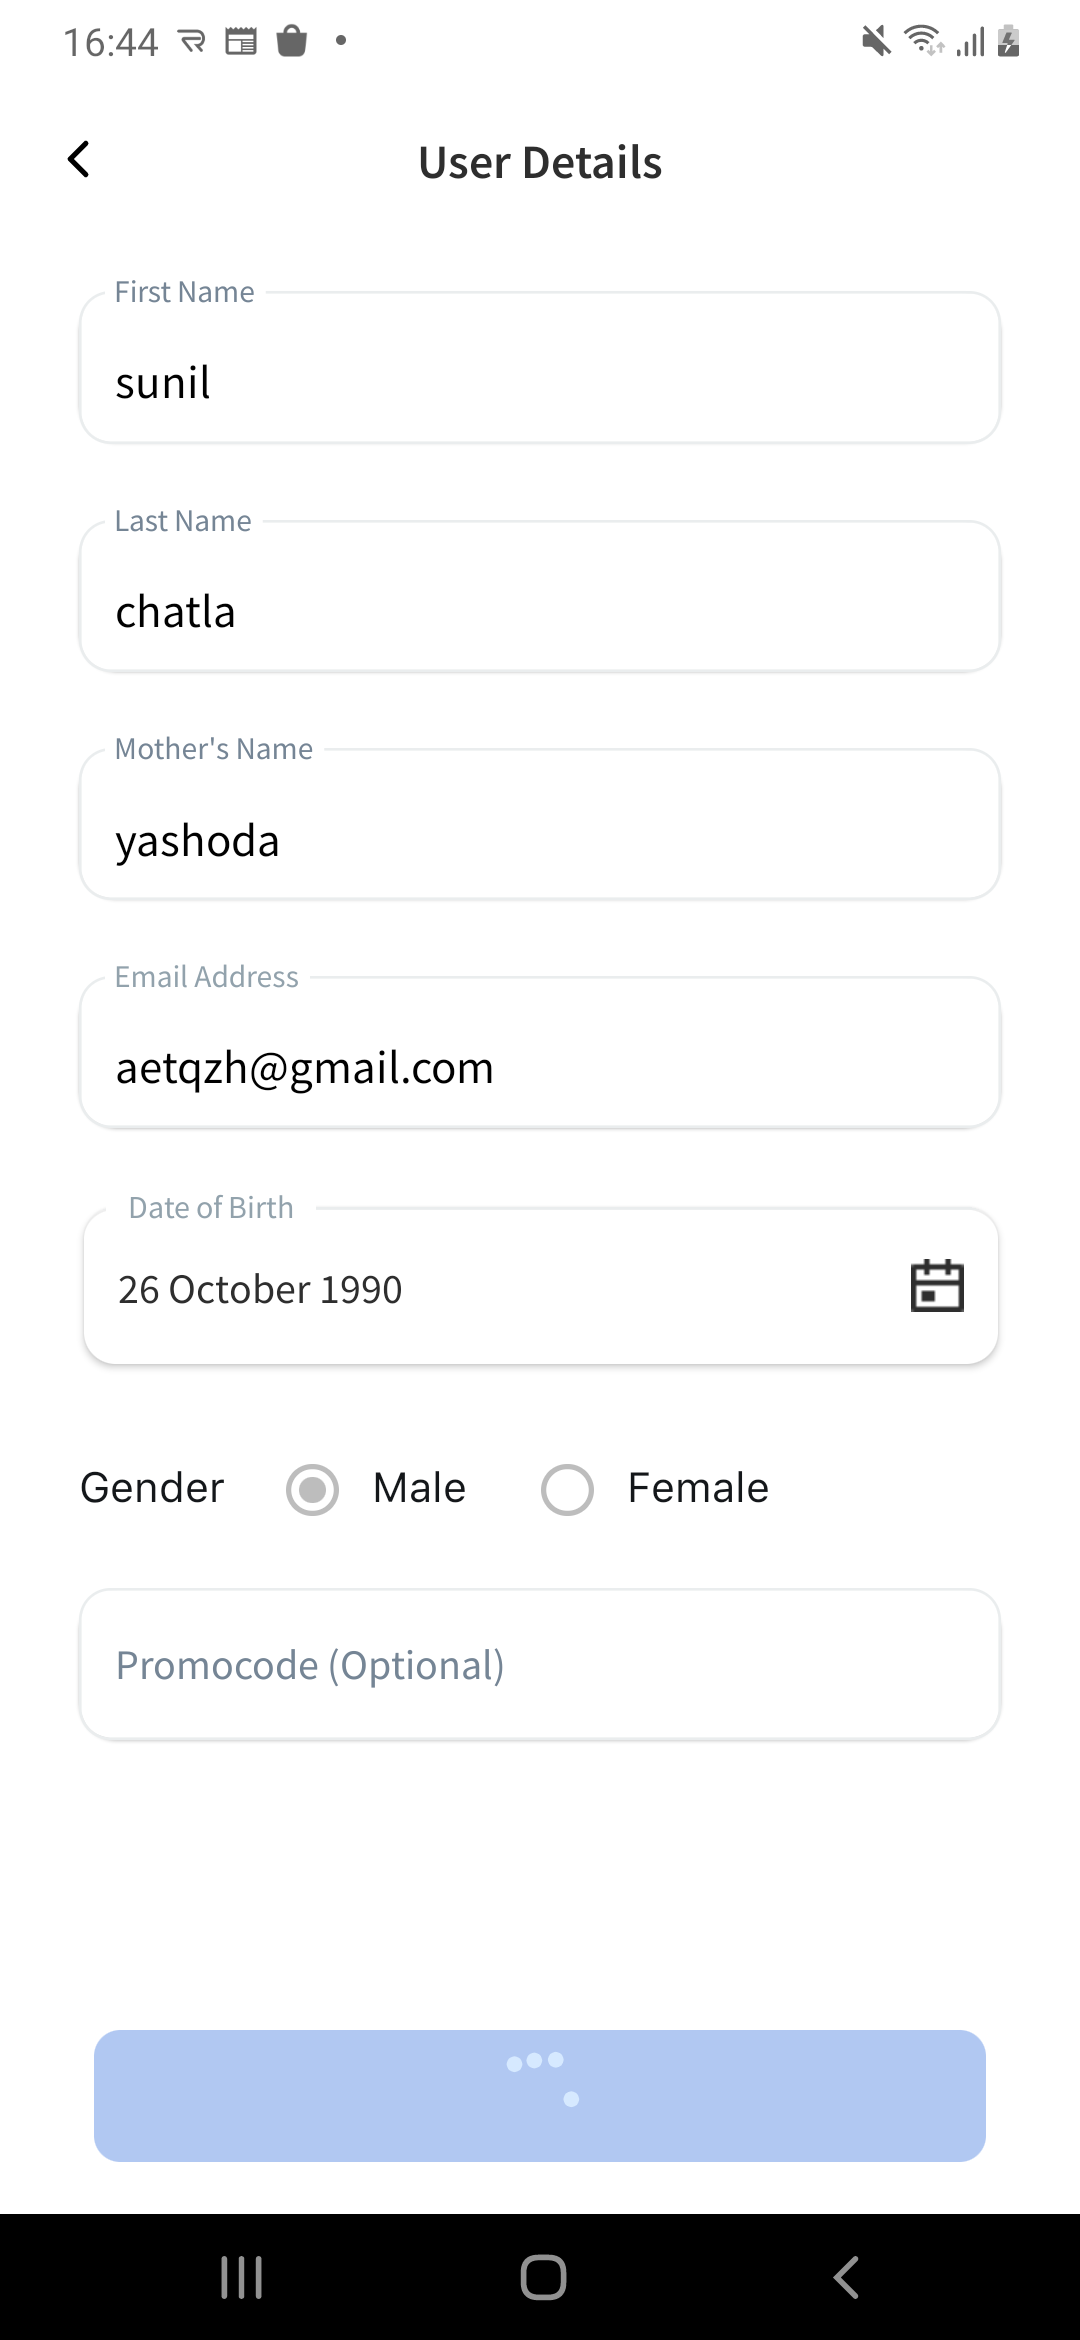 16:44
User Details
First Name
sunil
Last Name
chatla
Mother's Name
yashoda
Email Address
aetqzh@gmail.com
Date of Birth
26 October 1990
Gender Male Female
Promocode (Optional)